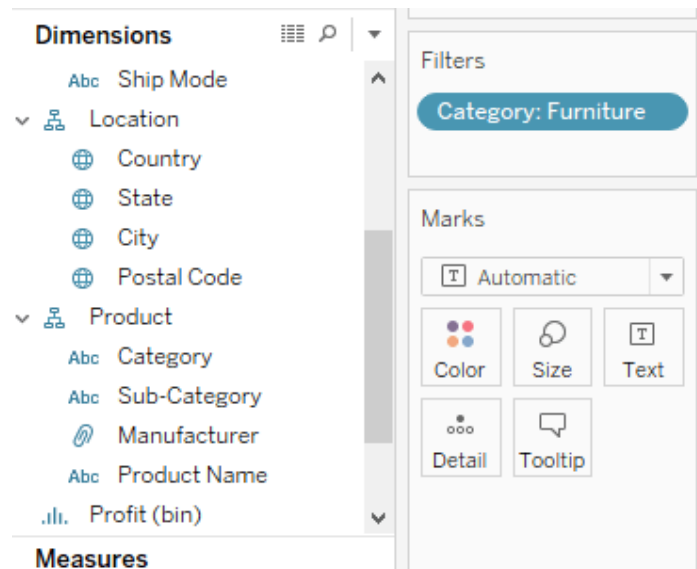 Dimensions
Abc Ship Mode
Location
Country
State
City
Postal Code
Product
Abc Category
Abc Sub-Category
Manufacturer
Abc Product Name
Profit (bin)
Measures
Filters
Category: Furniture
Marks
T Automatic
Color Size T Text
Detail Tooltip